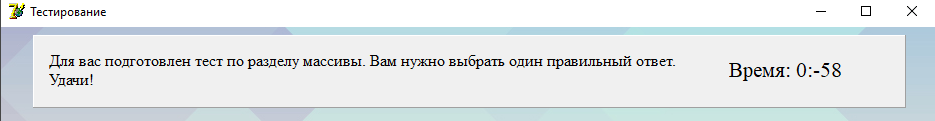 Тестирование
Для вас подготовлен тест по разделу массивы. Вам нужно выбрать один правильный ответ.
Удачи!
Время: 0:-58